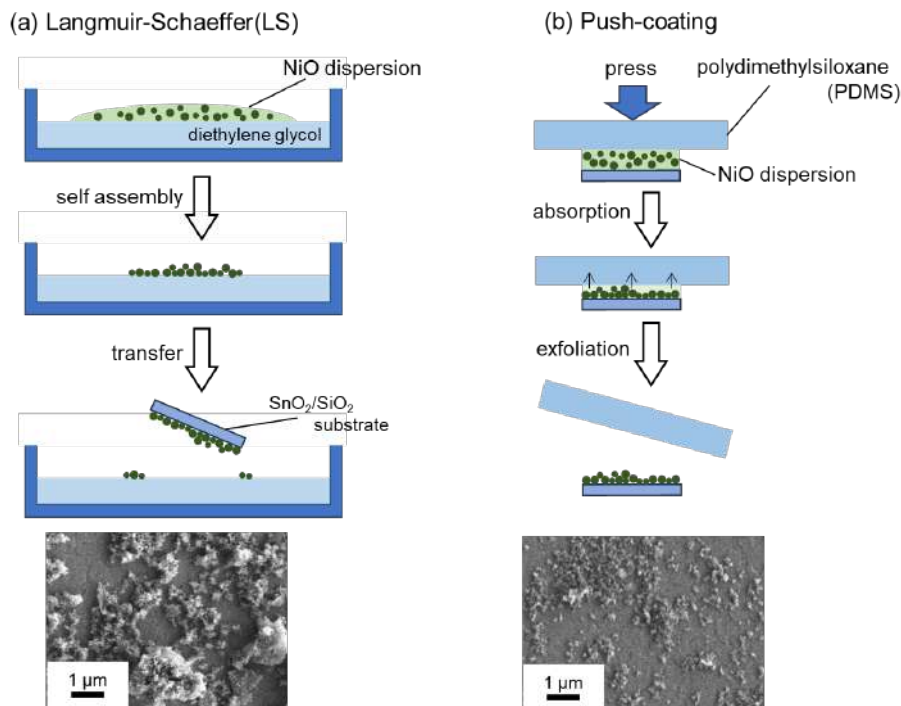 (a) Langmuir-Schaeffer(LS)
NiO dispersion
diethylene glycol
self assembly
transfer
SnO₂/SiO₂
substrate
1 μm
(b) Push-coating
press
polydimethylsiloxane
(PDMS)
NiO dispersion
absorption
exfoliation
1 μm